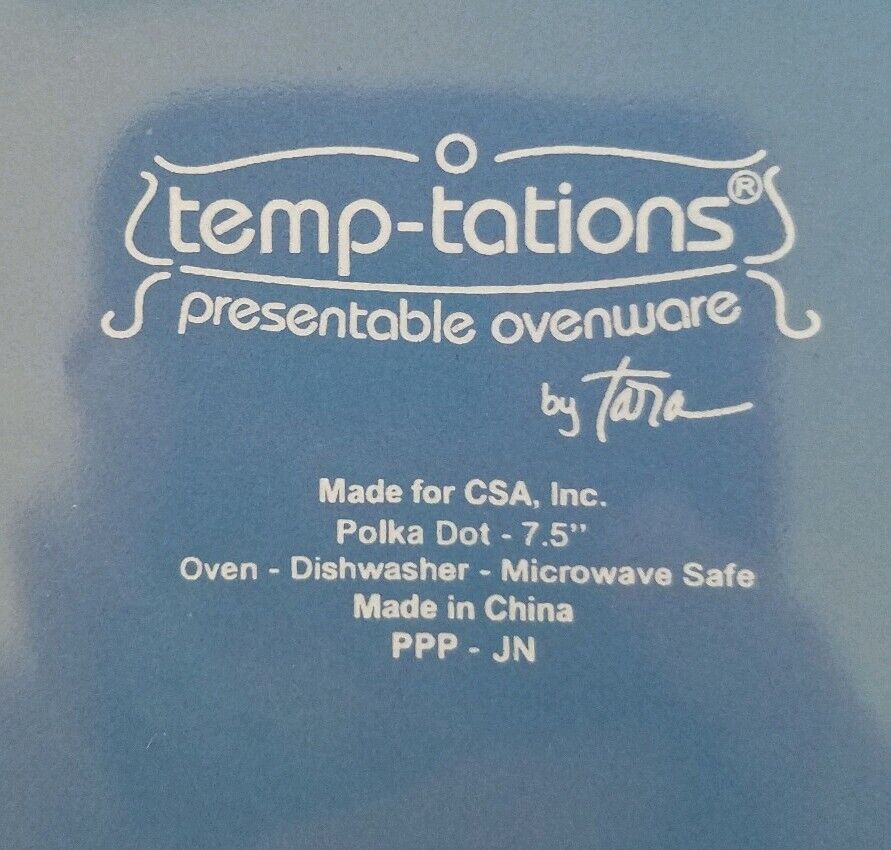 temp-tations®
presentable ovenware
by Tara
Made for CSA, Inc.
Polka Dot - 7.5''
Oven - Dishwasher - Microwave Safe
Made in China
PPP - JN